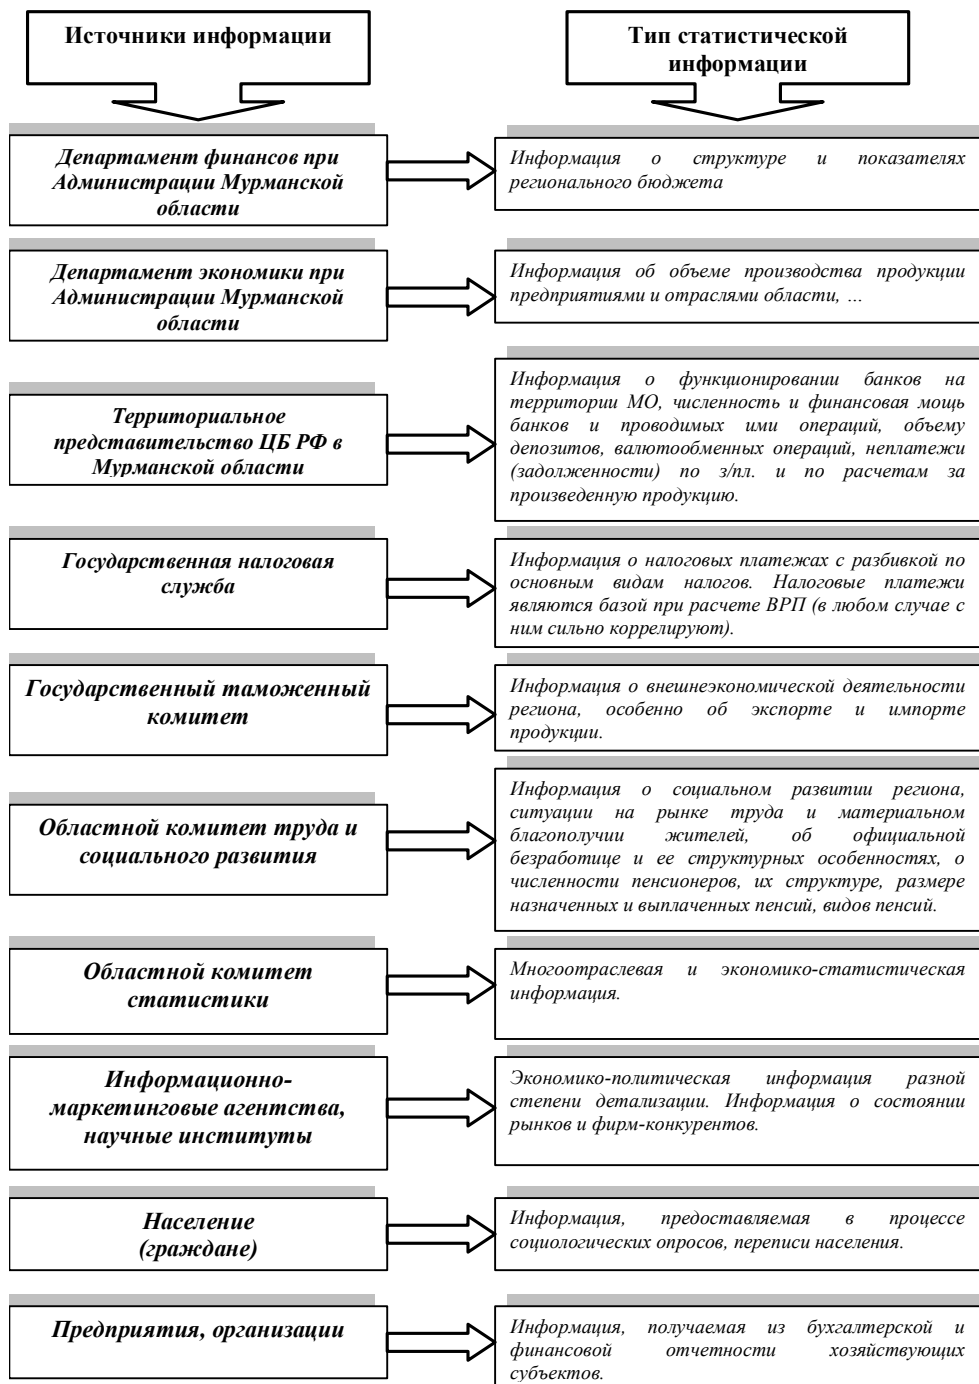 Источники информации
Тип статистической
информации
Департамент финансов при
Администрации Мурманской
области
Информация о структуре и показателях
регионального бюджета
Департамент экономики при
Администрации Мурманской
области
Информация об объеме производства продукции
предприятиями и отраслями области, ...
Территориальное
представительство ЦБ РФ в
Мурманской области
Информация о функционировании банков на
территории МО, численность и финансовая мощь
банков и проводимых ими операций, объему
депозитов, валютообменных операций, неплатежи
(задолженности) по з/пл. и по расчетам за
произведенную продукцию.
Государственная налоговая
служба
Информация о налоговых платежах с разбивкой по
основным видам налогов. Налоговые платежи
являются базой при расчете ВРП (в любом случае с
ним сильно коррелируют).
Государственный таможенный
комитет
Информация о внешнеэкономической деятельности
региона, особенно об экспорте и импорте
продукции.
Областной комитет труда и
социального развития
Информация о социальном развитии региона,
ситуации на рынке труда и материальном
благополучии жителей, об официальной
безработице и ее структурных особенностях, о
численности пенсионеров, их структуре, размере
назначенных и выплаченных пенсий, видов пенсий.
Областной комитет
статистики
Многоотраслевая и экономико-статистическая
информация.
Информационно-
маркетинговые агентства,
научные институты
Экономико-политическая информация разной
степени детализации. Информация о состоянии
рынков и фирм-конкурентов.
Население
(граждане)
Информация, предоставляемая в процессе
социологических опросов, переписи населения.
Предприятия, организации
Информация, получаемая из бухгалтерской и
финансовой отчетности хозяйствующих
субъектов.